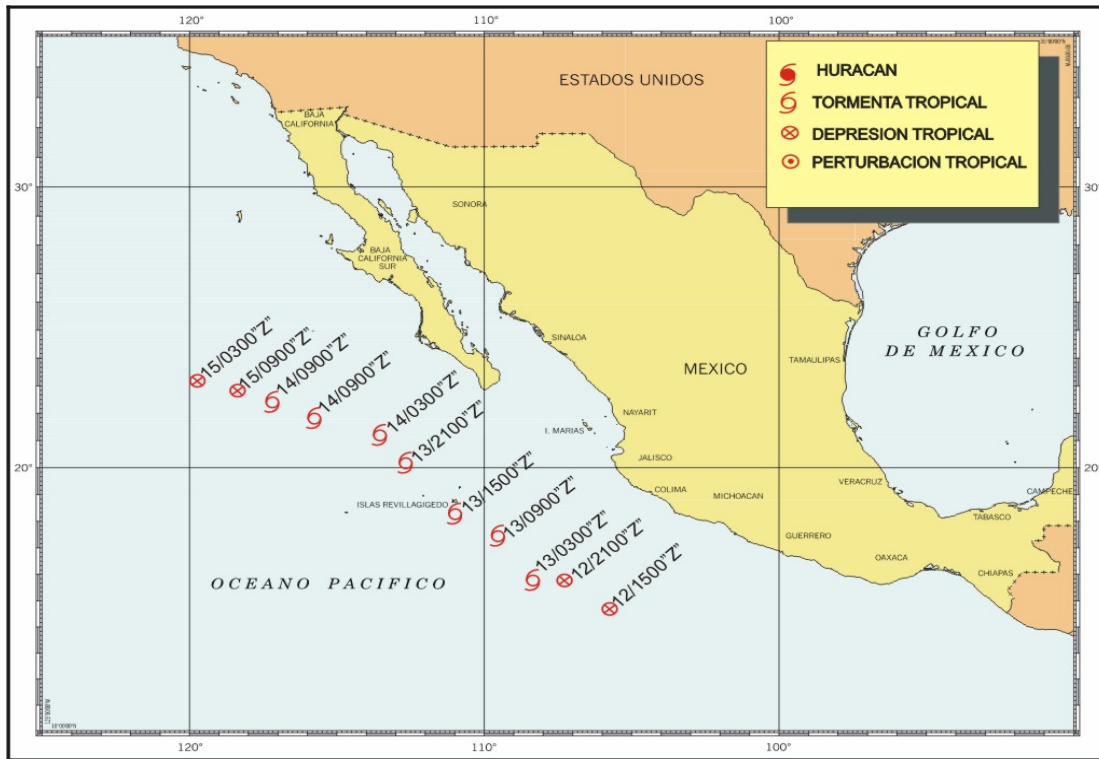 120°
110°
100°
HURACAN
TORMENTA TROPICAL
DEPRESION TROPICAL
PERTURBACION TROPICAL
ESTADOS UNIDOS
BAJA
CALIFORNIA
30°
30°
SONORA
BAJA
CALIFORNIA
SUR
GOLFO
DE MEXICO
SINALOA
TAMAULIPAS
MEXICO
15/0300"Z"
15/0900"Z"
14/0900"Z"
14/0900"Z"
14/0300"Z"
13/2100"Z"
13/1500"Z"
13/0900"Z"
13/0300"Z"
12/2100"Z"
12/1500"Z"
NAYARIT
I. MARIAS
JALISCO
20°
20°
COLIMA
MICHOACAN
VERACRUZ
CAMPECHE
ISLAS REVILLAGIGEDO
TABASCO
GUERRERO
OAXACA
CHIAPAS
OCEANO PACIFICO
120°
110°
100°